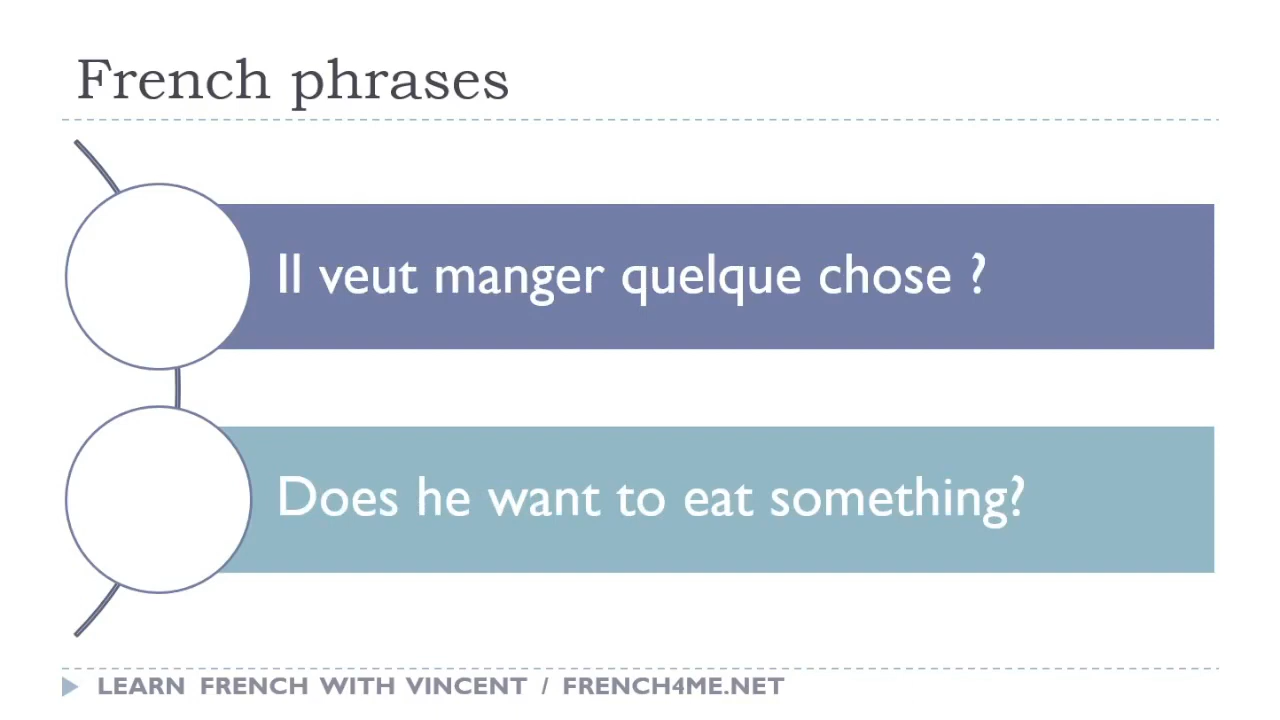 French phrases
Il veut manger quelque chose ?
Does he want to eat something?
LEARN FRENCH WITH VINCENT / FRENCH4ME.NET